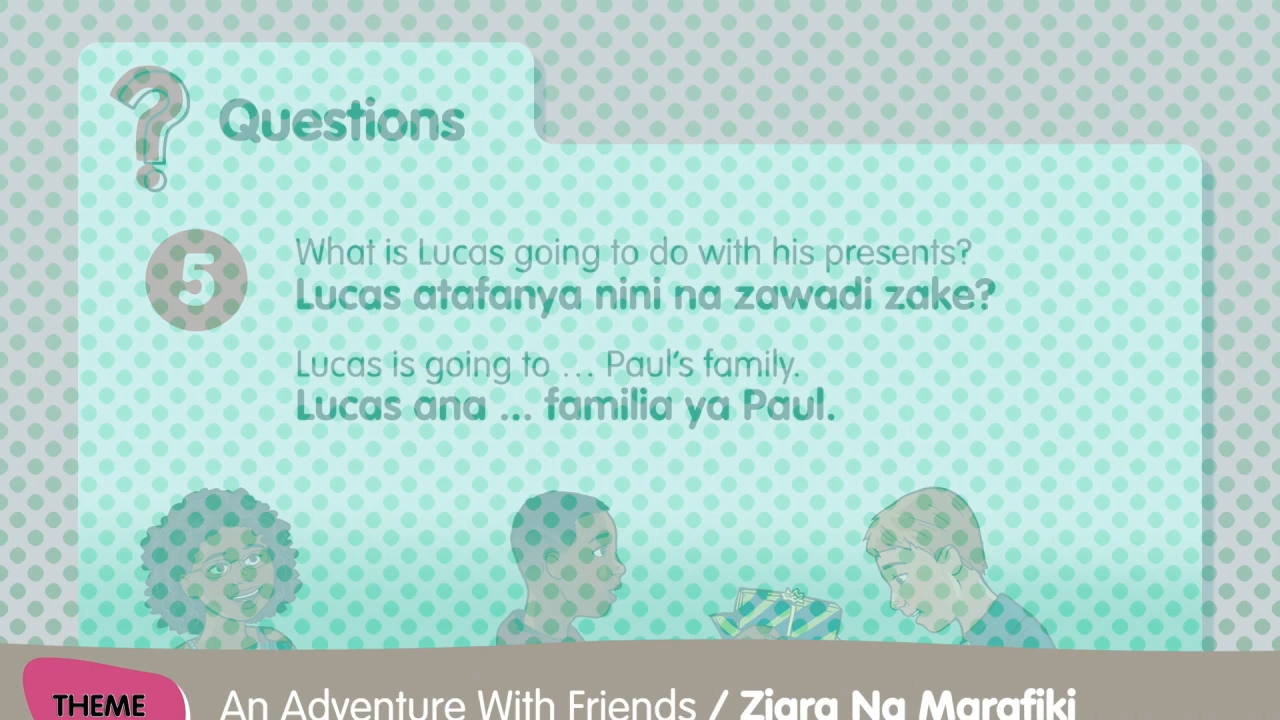 ?
Questions
5
What is Lucas going to do with his presents?
Lucas atafanya nini na zawadi zake?
Lucas is going to … Paul's family.
Lucas ana … familia ya Paul.
THEME
An Adventure With Friends / Ziara Na Marafiki